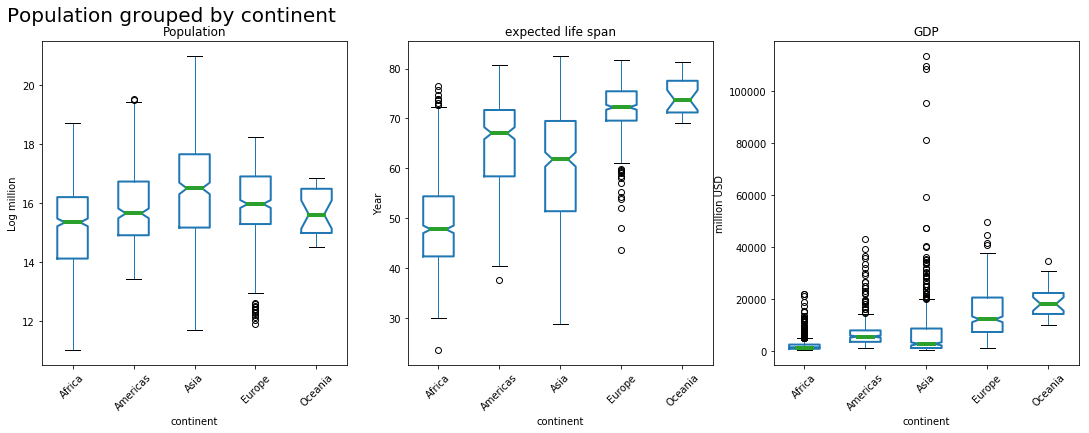 Population grouped by continent
Population
Log million
20
18
16
14
12
Africa
Americas
Asia
Europe
Oceania
continent
expected life span
Year
80
70
60
50
40
30
Africa
Americas
Asia
Europe
Oceania
continent
GDP
million USD
100000
80000
60000
40000
20000
0
Africa
Americas
Asia
Europe
Oceania
continent